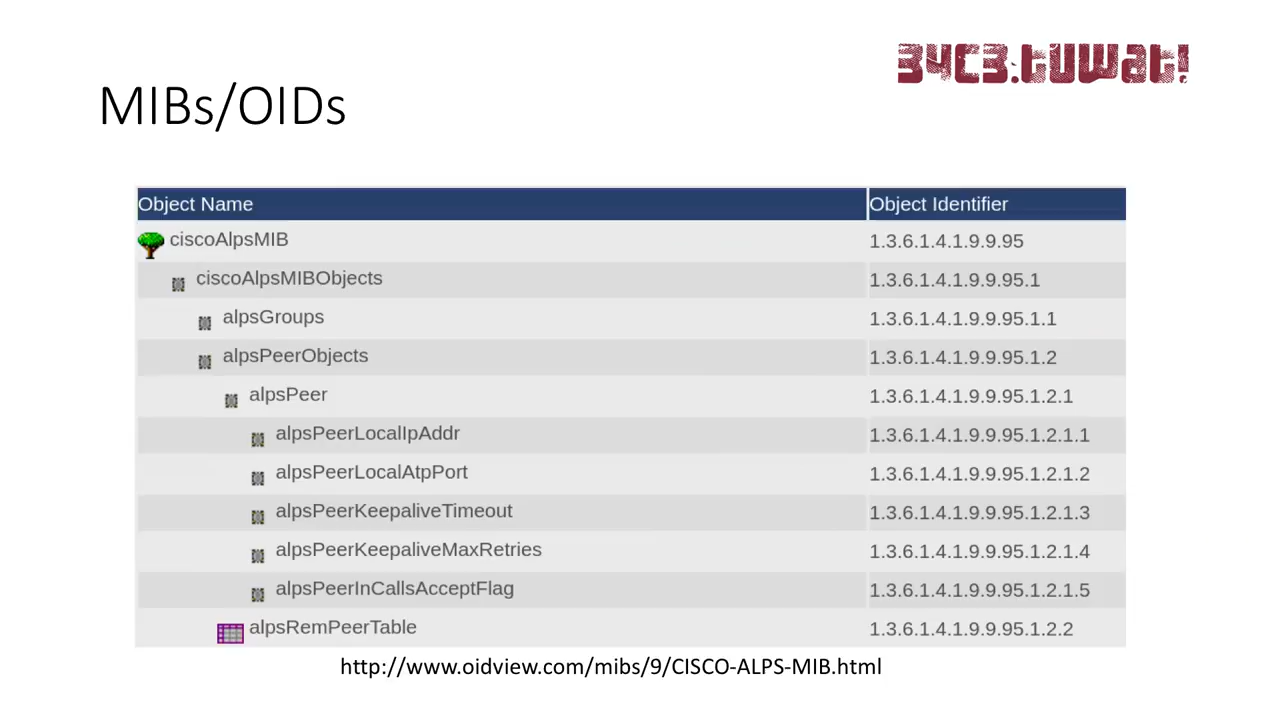 34C3.tUWat!
MIBs/OIDs
Object Name Object Identifier
ciscoAlpsMIB 1.3.6.1.4.1.9.9.95
ciscoAlpsMIBObjects 1.3.6.1.4.1.9.9.95.1
alpsGroups 1.3.6.1.4.1.9.9.95.1.1
alpsPeerObjects 1.3.6.1.4.1.9.9.95.1.2
alpsPeer 1.3.6.1.4.1.9.9.95.1.2.1
alpsPeerLocalIpAddr 1.3.6.1.4.1.9.9.95.1.2.1.1
alpsPeerLocalAtpPort 1.3.6.1.4.1.9.9.95.1.2.1.2
alpsPeerKeepaliveTimeout 1.3.6.1.4.1.9.9.95.1.2.1.3
alpsPeerKeepaliveMaxRetries 1.3.6.1.4.1.9.9.95.1.2.1.4
alpsPeerInCallsAcceptFlag 1.3.6.1.4.1.9.9.95.1.2.1.5
alpsRemPeerTable 1.3.6.1.4.1.9.9.95.1.2.2
http://www.oidview.com/mibs/9/CISCO-ALPS-MIB.html